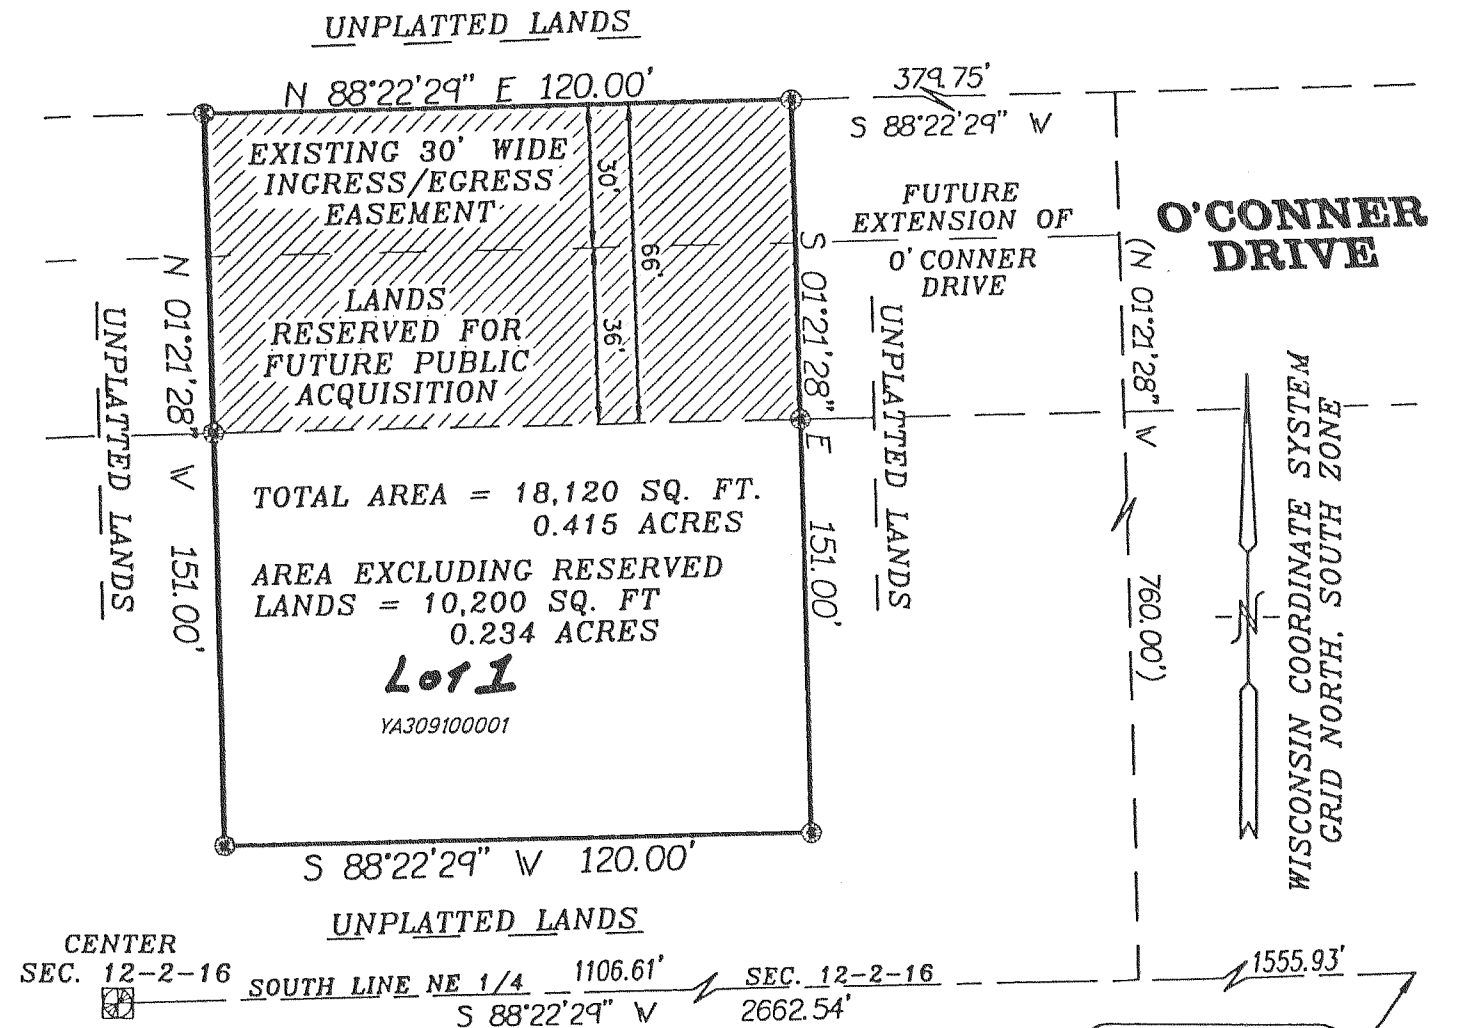 UNPLATTED LANDS
N 88°22'29" E 120.00'
379.75'
S 88°22'29" W
EXISTING 30' WIDE
INGRESS/EGRESS
EASEMENT
30'
66'
36'
LANDS
RESERVED FOR
FUTURE PUBLIC
ACQUISITION
FUTURE
EXTENSION OF
O'CONNER
DRIVE
O'CONNER
DRIVE
N 01°21'28" W 151.00'
UNPLATTED LANDS
S 01°21'28" E 151.00'
UNPLATTED LANDS
(N 01°21'28" W 760.00')
WISCONSIN COORDINATE SYSTEM
GRID NORTH, SOUTH ZONE
N
TOTAL AREA = 18,120 SQ. FT.
0.415 ACRES
AREA EXCLUDING RESERVED
LANDS = 10,200 SQ. FT
0.234 ACRES
Lot 1
YA309100001
S 88°22'29" W 120.00'
UNPLATTED LANDS
CENTER
SEC. 12-2-16
SOUTH LINE NE 1/4 1106.61' SEC. 12-2-16 1555.93'
S 88°22'29" W 2662.54'